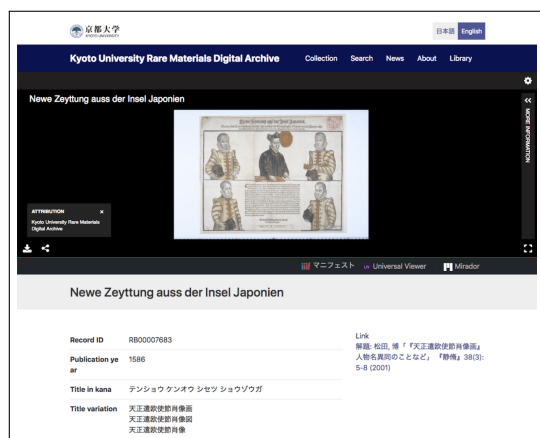 京都大学
KYOTO UNIVERSITY
日本語 English
Kyoto University Rare Materials Digital Archive Collection Search News About Library
Newe Zeyttung auss der Insel Japonien
MORE INFORMATION
ATTRIBUTION ×
Kyoto University Rare Materials
Digital Archive
マニフェスト UV Universal Viewer Mirador
Newe Zeyttung auss der Insel Japonien
Record ID RB00007683
Publication ye
ar 1586
Title in kana テンショウ ケンオウ シセツ ショウゾウガ
Title variation 天正遣欧使節肖像画
天正遣欧使節肖像図
天正遣欧使節肖像
Link
解題: 松田, 博「『天正遣欧使節肖像画』
人物名異同のことなど」 『静脩』 38(3):
5-8 (2001)